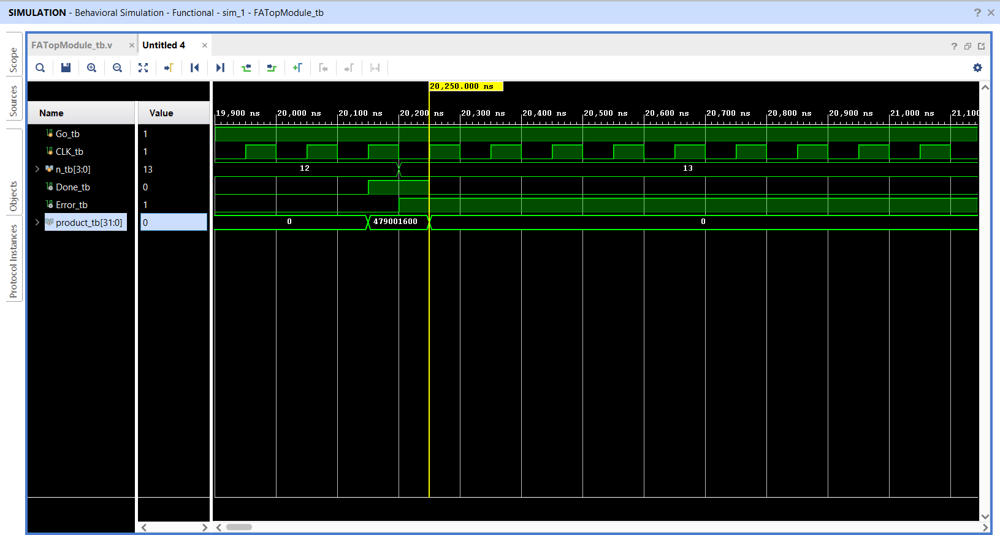 SIMULATION - Behavioral Simulation - Functional - sim_1 - FATopModule_tb
Scope
Sources
Objects
Protocol Instances
FATopModule_tb.v
Untitled 4
20,250.000 ns
Name
Value
19,900 ns 20,000 ns 20,100 ns 20,200 ns 20,300 ns 20,400 ns 20,500 ns 20,600 ns 20,700 ns 20,800 ns 20,900 ns 21,000 ns 21,100
Go_tb 1
CLK_tb 1
n_tb[3:0] 13 12 13
Done_tb 0
Error_tb 1
product_tb[31:0] 0 0 479001600 0